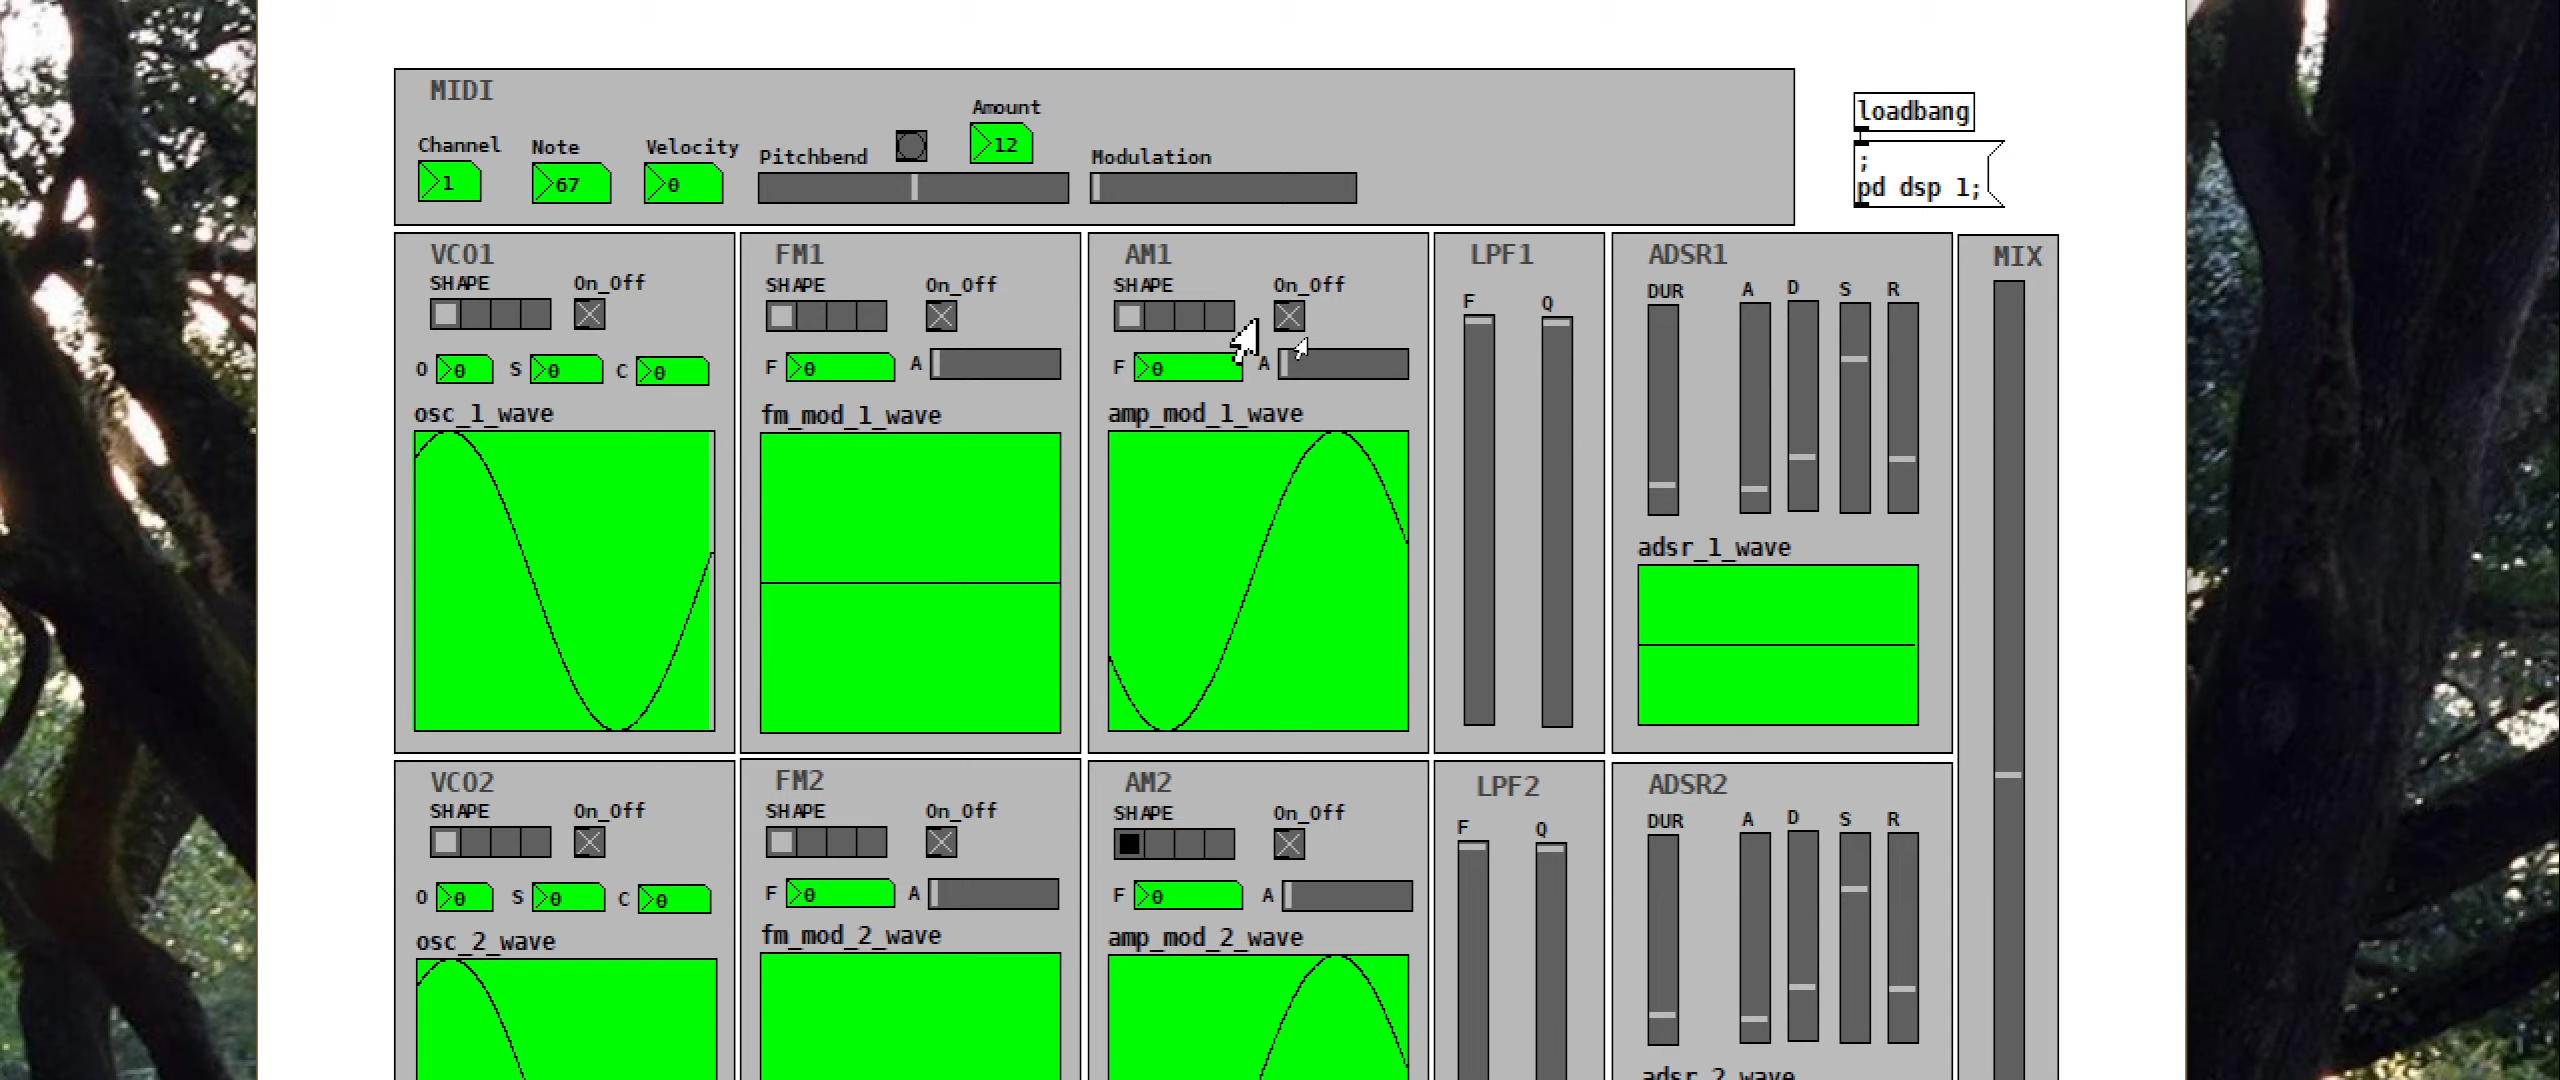 MIDI
Amount
12
loadbang
Channel
Note
Velocity
Pitchbend
Modulation
1
67
0
;
pd dsp 1;
VCO1
FM1
AM1
LPF1
ADSR1
MIX
SHAPE
On_Off
SHAPE
On_Off
SHAPE
On_Off
F
Q
DUR
A
D
S
R
O
0
S
0
C
0
F
0
A
F
0
A
osc_1_wave
fm_mod_1_wave
amp_mod_1_wave
adsr_1_wave
VCO2
FM2
AM2
LPF2
ADSR2
SHAPE
On_Off
SHAPE
On_Off
SHAPE
On_Off
F
Q
DUR
A
D
S
R
O
0
S
0
C
0
F
0
A
F
0
A
osc_2_wave
fm_mod_2_wave
amp_mod_2_wave
adsr_2_wave